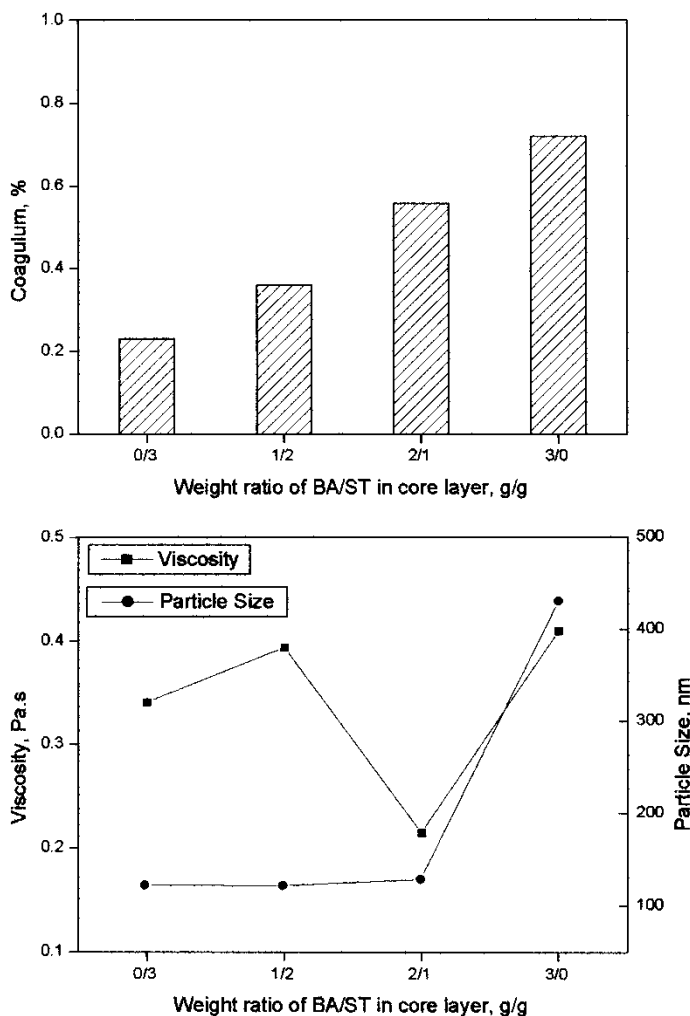 1.0
0.8
0.6
0.4
0.2
0.0
Coagulum, %
0/3 1/2 2/1 3/0
Weight ratio of BA/ST in core layer, g/g
0.5
0.4
0.3
0.2
0.1
Viscosity, Pa.s
Viscosity
Particle Size
500
400
300
200
100
Particle Size, nm
0/3 1/2 2/1 3/0
Weight ratio of BA/ST in core layer, g/g